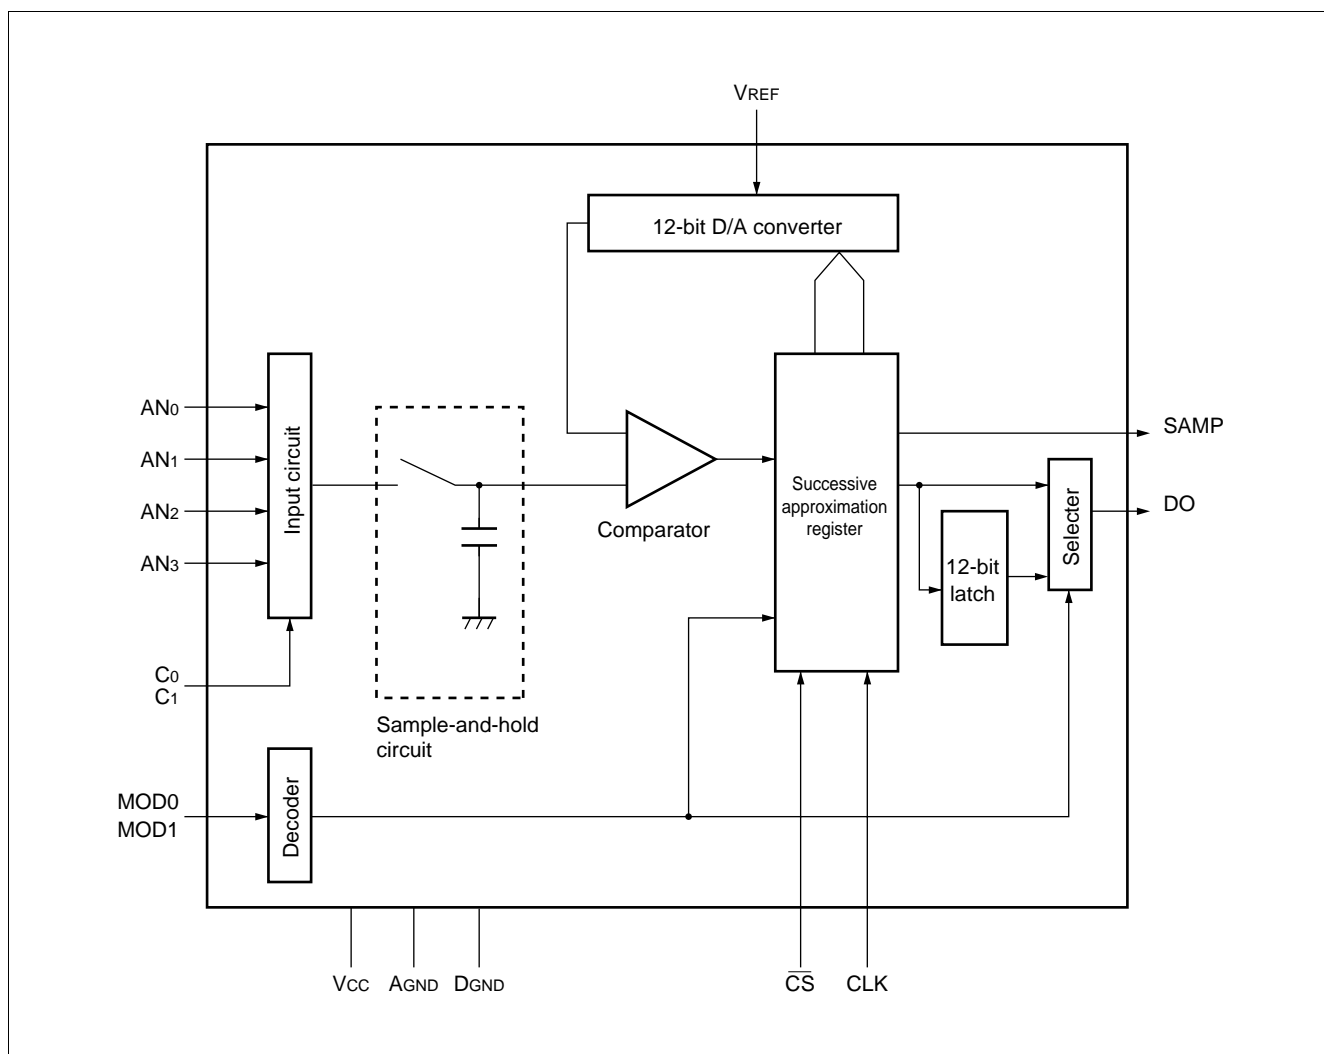 VREF
12-bit D/A converter
AN0
AN1
AN2
AN3
Input circuit
C0
C1
Sample-and-hold
circuit
Comparator
Successive
approximation
register
SAMP
DO
Selecter
12-bit
latch
MOD0
MOD1
Decoder
VCC
AGND
DGND
C̅S̅
CLK